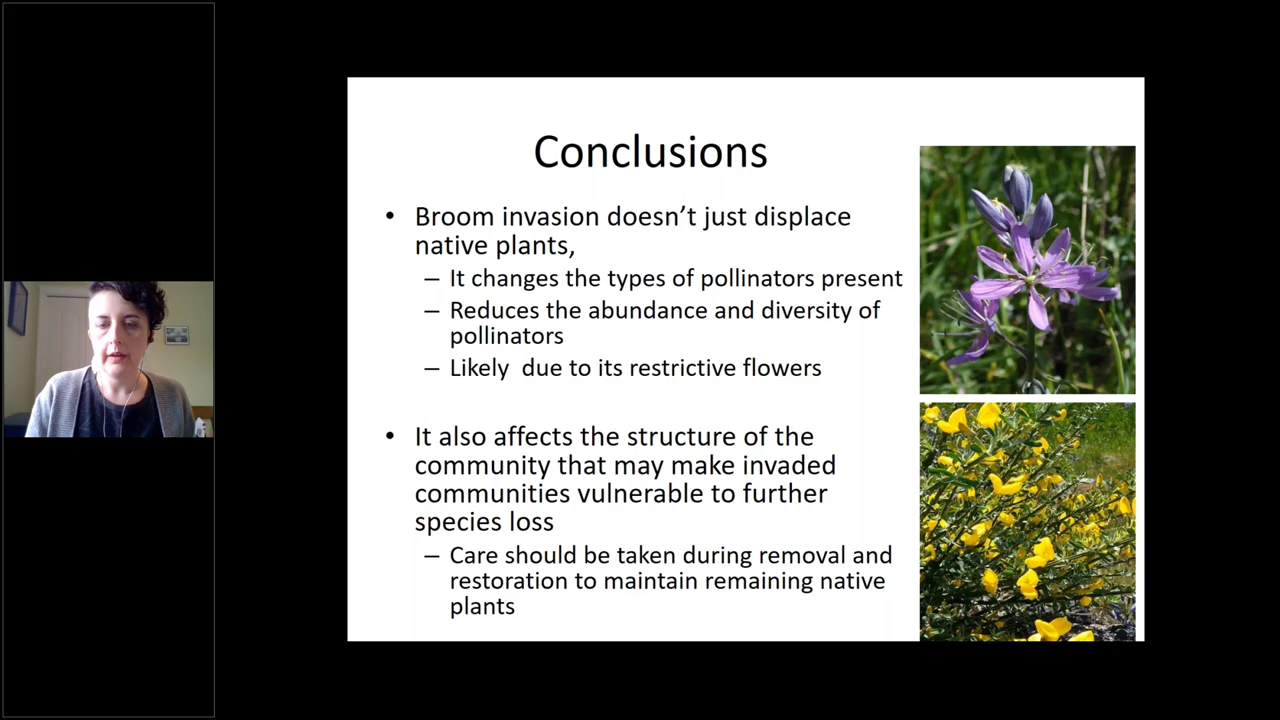 Conclusions
• Broom invasion doesn’t just displace
native plants,
– It changes the types of pollinators present
– Reduces the abundance and diversity of
pollinators
– Likely  due to its restrictive flowers
• It also affects the structure of the
community that may make invaded
communities vulnerable to further
species loss
– Care should be taken during removal and
restoration to maintain remaining native
plants